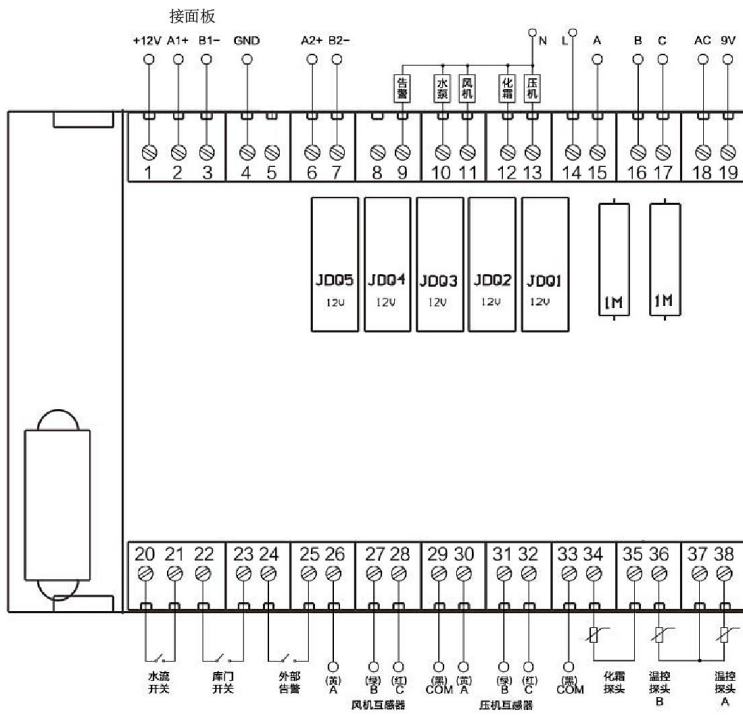 接面板
+12V A1+ B1- GND A2+ B2- N L A B C AC 9V
告警 水泵 风机 化霜 压机
1 2 3 4 5 6 7 8 9 10 11 12 13 14 15 16 17 18 19
JDQ5 JDQ4 JDQ3 JDQ2 JDQ1
12V 12V 12V 12V 12V
1M 1M
20 21 22 23 24 25 26 27 28 29 30 31 32 33 34 35 36 37 38
水流 库门 外部 (黄) (绿) (红) (黑) (黄) (绿) (红) (黑) 化霜 温控 温控
开关 开关 告警 A B C COM A B C COM 探头 探头 探头
B A
风机互感器 压机互感器